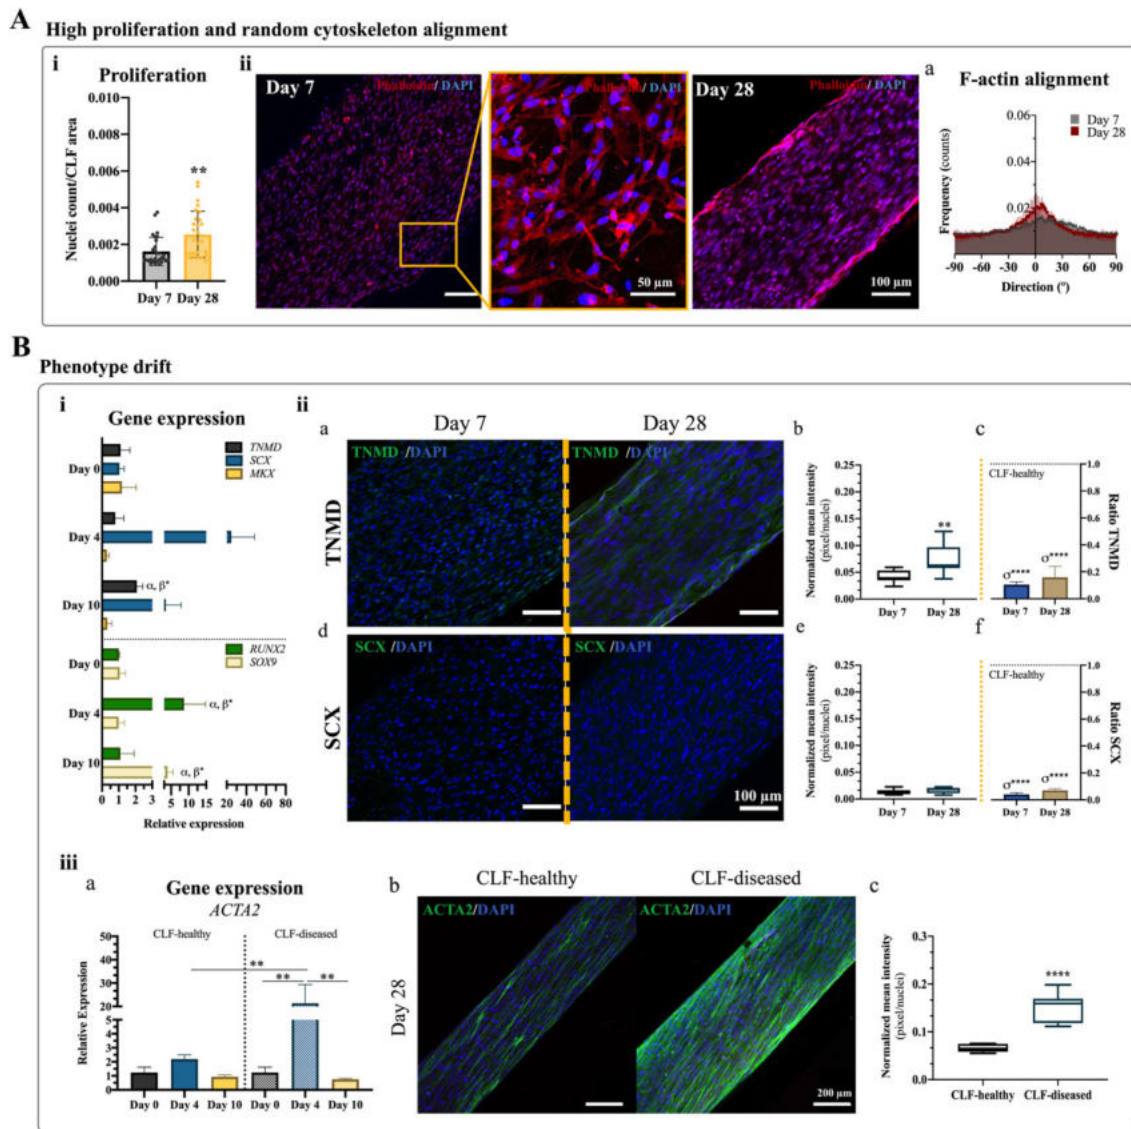 A High proliferation and random cytoskeleton alignment
i
Proliferation
Nuclei count/CLF area
0.010
0.008
0.006
0.004
0.002
0.000
**
Day 7 Day 28
ii
Day 7
Phalloidin/DAPI
Phalloidin/DAPI
50 µm
Day 28
Phalloidin/DAPI
100 µm
a
F-actin alignment
Day 7
Day 28
Frequency (counts)
0.06
0.04
0.02
-90 -60 -30 0 30 60 90
Direction (°)
B
Phenotype drift
i
Gene expression
TNMD
SCX
MKX
Day 0
Day 4
Day 10
α, β*
RUNX2
SOX9
Day 0
Day 4
α, β*
Day 10
α, β*
0 1 2 3 5 10 15 20 40 60 80
Relative expression
ii
a
Day 7 Day 28
TNMD
TNMD /DAPI
TNMD /DAPI
b
Normalized mean intensity
(pixel/nuclei)
0.25
0.20
0.15
0.10
0.05
0.00
**
Day 7 Day 28
c
CLF-healthy
σ**** σ****
Day 7 Day 28
1.0
0.8
0.6
0.4
0.2
0.0
Ratio TNMD
d
SCX
SCX /DAPI
SCX /DAPI
100 µm
e
Normalized mean intensity
(pixel/nuclei)
0.25
0.20
0.15
0.10
0.05
0.00
Day 7 Day 28
f
CLF-healthy
σ**** σ****
Day 7 Day 28
1.0
0.8
0.6
0.4
0.2
0.0
Ratio SCX
iii
a
Gene expression
ACTA2
CLF-healthy CLF-diseased
Relative Expression
50
40
30
20
10
5
4
3
2
1
0
**
** **
Day 0 Day 4 Day 10 Day 0 Day 4 Day 10
b
CLF-healthy CLF-diseased
Day 28
ACTA2/DAPI
ACTA2/DAPI
200 µm
c
Normalized mean intensity
(pixel/nuclei)
0.3
0.2
0.1
0.0
****
CLF-healthy CLF-diseased